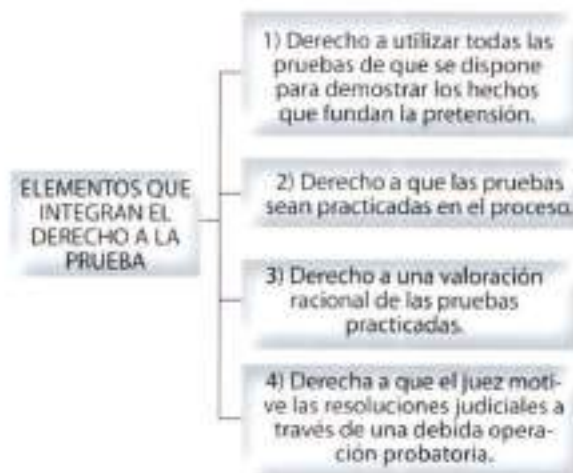 ELEMENTOS QUE
INTEGRAN EL
DERECHO A LA
PRUEBA
1) Derecho a utilizar todas las
pruebas de que se dispone
para demostrar los hechos
que fundan la pretensión.
2) Derecho a que las pruebas
sean practicadas en el proceso.
3) Derecho a una valoración
racional de las pruebas
practicadas.
4) Derecha a que el juez moti-
ve las resoluciones judiciales a
través de una debida opera-
ción probatoria.